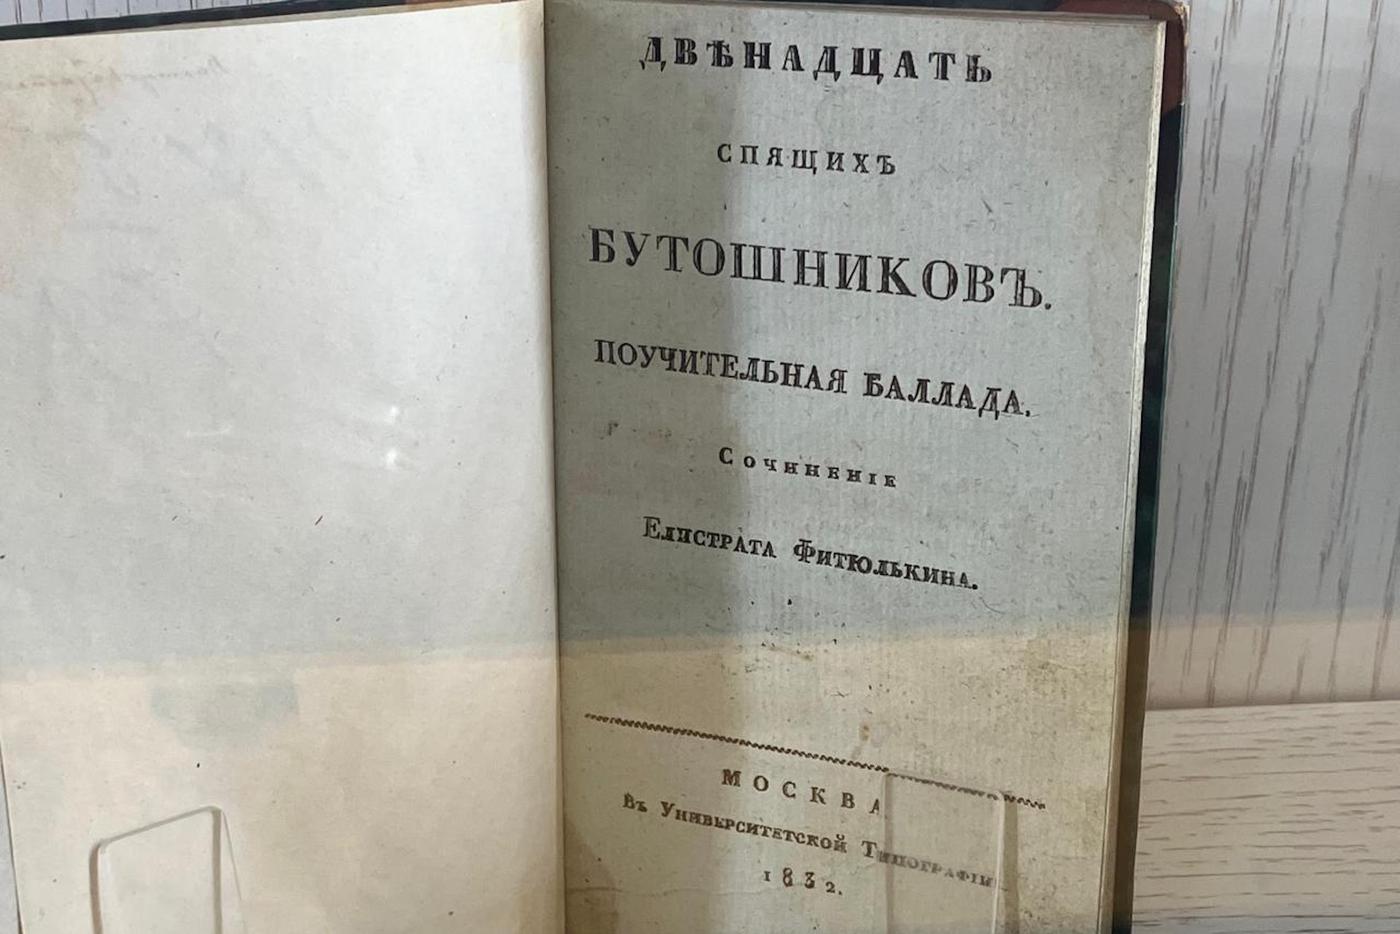 ДВѢНАДЦАТЬ
СПЯЩИХЪ
БУТОШНИКОВЪ.
ПОУЧИТЕЛЬНАЯ БАЛЛАДА.
Сочиненіе
Елистрата Фитюлькина.
МОСКВА
Въ Университетской Типографіи
1832.